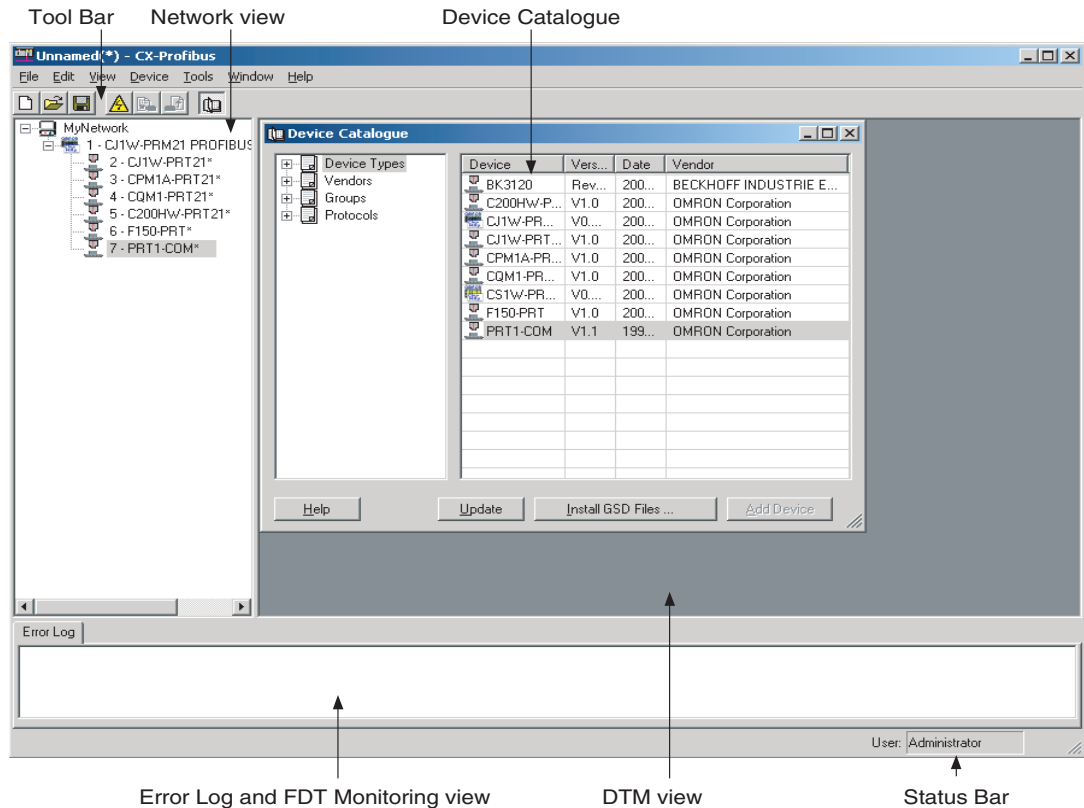 Tool Bar Network view Device Catalogue
Unnamed(*) - CX-Profibus
File Edit View Device Tools Window Help
MyNetwork
1 - CJ1W-PRM21 PROFIBUS
2 - CJ1W-PRT21*
3 - CPM1A-PRT21*
4 - CQM1-PRT21*
5 - C200HW-PRT21*
6 - F150-PRT*
7 - PRT1-COM*
Device Catalogue
Device Types
Vendors
Groups
Protocols
Device Vers... Date Vendor
BK3120 Rev... 200... BECKHOFF INDUSTRIE E...
C200HW-P... V1.0 200... OMRON Corporation
CJ1W-PR... V0.... 200... OMRON Corporation
CJ1W-PRT... V1.0 200... OMRON Corporation
CPM1A-PR... V1.0 200... OMRON Corporation
CQM1-PR... V1.0 200... OMRON Corporation
CS1W-PR... V0.... 200... OMRON Corporation
F150-PRT V1.0 200... OMRON Corporation
PRT1-COM V1.1 199... OMRON Corporation
Help Update Install GSD Files ... Add Device
Error Log
User: Administrator
Error Log and FDT Monitoring view DTM view Status Bar